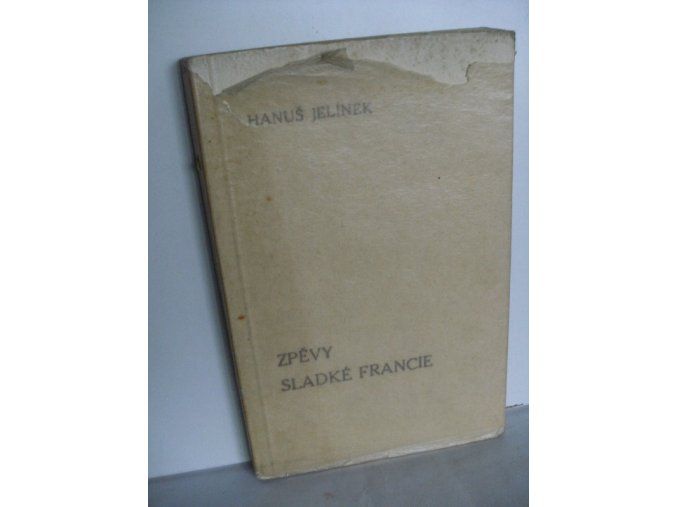 HANUŠ JELÍNEK
ZPĚVY
SLADKÉ FRANCIE